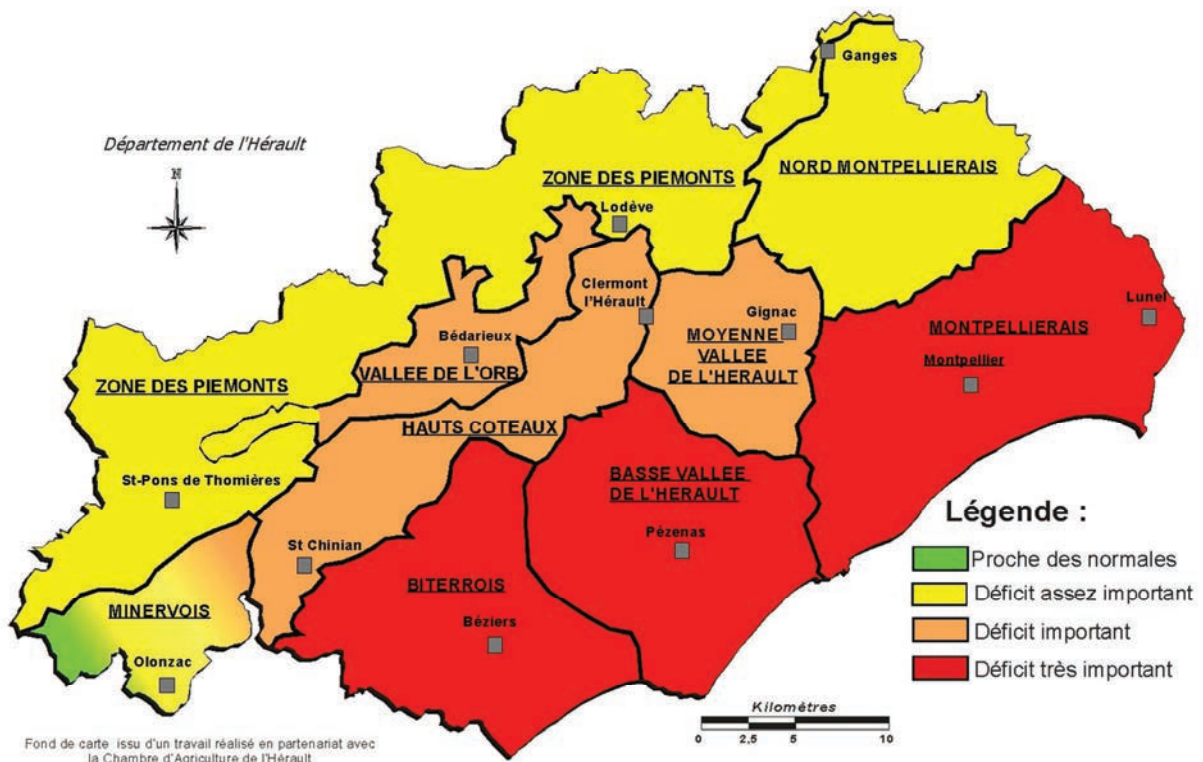 Ganges
Département de l'Hérault
N
NORD MONTPELLIERAIS
ZONE DES PIEMONTS
Lodève
Clermont
l'Hérault
Lunel
Gignac
MONTPELLIERAIS
Bédarieux
MOYENNE
VALLEE
DE L'HERAULT
Montpellier
VALLEE DE L'ORB
ZONE DES PIEMONTS
HAUTS COTEAUX
BASSE VALLEE
DE L'HERAULT
St-Pons de Thomières
Légende :
Proche des normales
Déficit assez important
Déficit important
Déficit très important
St Chinian
Pézenas
BITERROIS
MINERVOIS
Béziers
Olonzac
Kilométres
0 2,5 5 10
Fond de carte issu d'un travail réalisé en partenariat avec
la Chambre d'Agriculture de l'Hérault